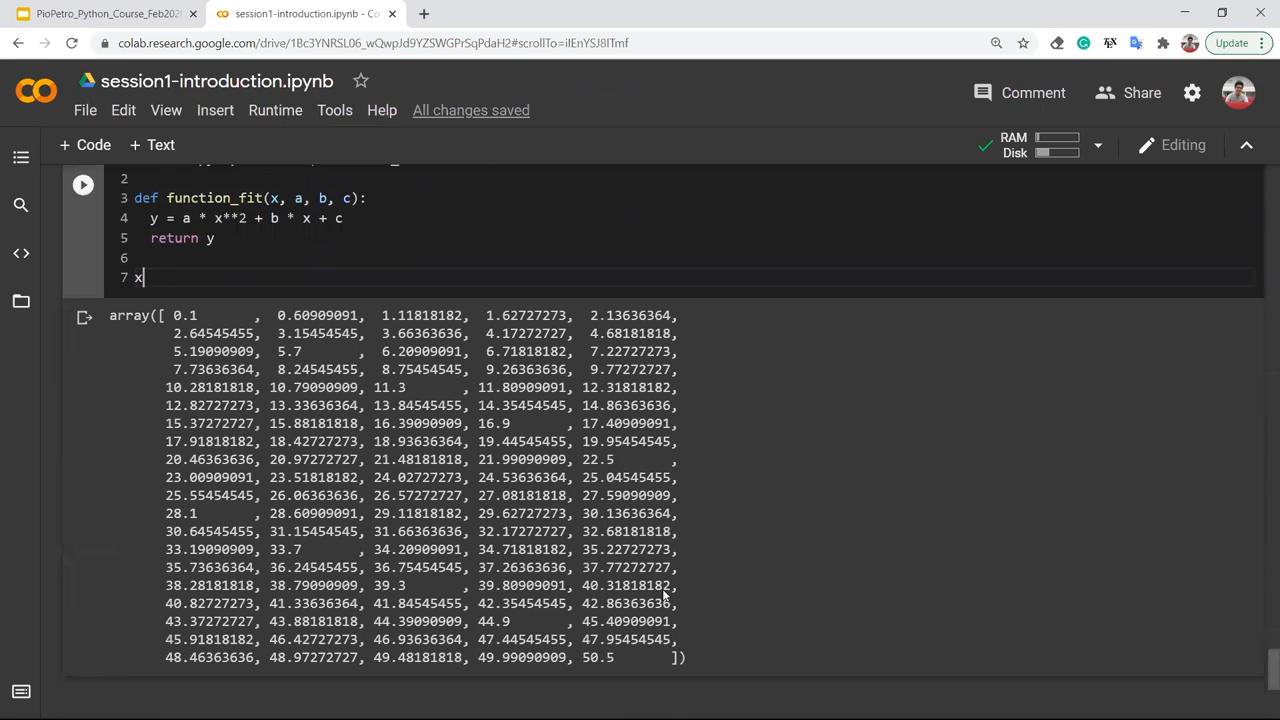 PioPetro_Python_Course_Feb202
session1-introduction.ipynb - Co
colab.research.google.com/drive/1Bc3YNRSL06_wQwpJd9YZSWGPrSqPdaH2#scrollTo=iIEnYSJ8ITmf
Update
session1-introduction.ipynb
File Edit View Insert Runtime Tools Help All changes saved
Comment Share
+ Code + Text
RAM
Disk
Editing
2
3 def function_fit(x, a, b, c):
4 y = a * x**2 + b * x + c
5 return y
6
7 x
array([ 0.1 , 0.60909091, 1.11818182, 1.62727273, 2.13636364,
2.64545455, 3.15454545, 3.66363636, 4.17272727, 4.68181818,
5.19090909, 5.7 , 6.20909091, 6.71818182, 7.22727273,
7.73636364, 8.24545455, 8.75454545, 9.26363636, 9.77272727,
10.28181818, 10.79090909, 11.3 , 11.80909091, 12.31818182,
12.82727273, 13.33636364, 13.84545455, 14.35454545, 14.86363636,
15.37272727, 15.88181818, 16.39090909, 16.9 , 17.40909091,
17.91818182, 18.42727273, 18.93636364, 19.44545455, 19.95454545,
20.46363636, 20.97272727, 21.48181818, 21.99090909, 22.5 ,
23.00909091, 23.51818182, 24.02727273, 24.53636364, 25.04545455,
25.55454545, 26.06363636, 26.57272727, 27.08181818, 27.59090909,
28.1 , 28.60909091, 29.11818182, 29.62727273, 30.13636364,
30.64545455, 31.15454545, 31.66363636, 32.17272727, 32.68181818,
33.19090909, 33.7 , 34.20909091, 34.71818182, 35.22727273,
35.73636364, 36.24545455, 36.75454545, 37.26363636, 37.77272727,
38.28181818, 38.79090909, 39.3 , 39.80909091, 40.31818182,
40.82727273, 41.33636364, 41.84545455, 42.35454545, 42.86363636,
43.37272727, 43.88181818, 44.39090909, 44.9 , 45.40909091,
45.91818182, 46.42727273, 46.93636364, 47.44545455, 47.95454545,
48.46363636, 48.97272727, 49.48181818, 49.99090909, 50.5 ])